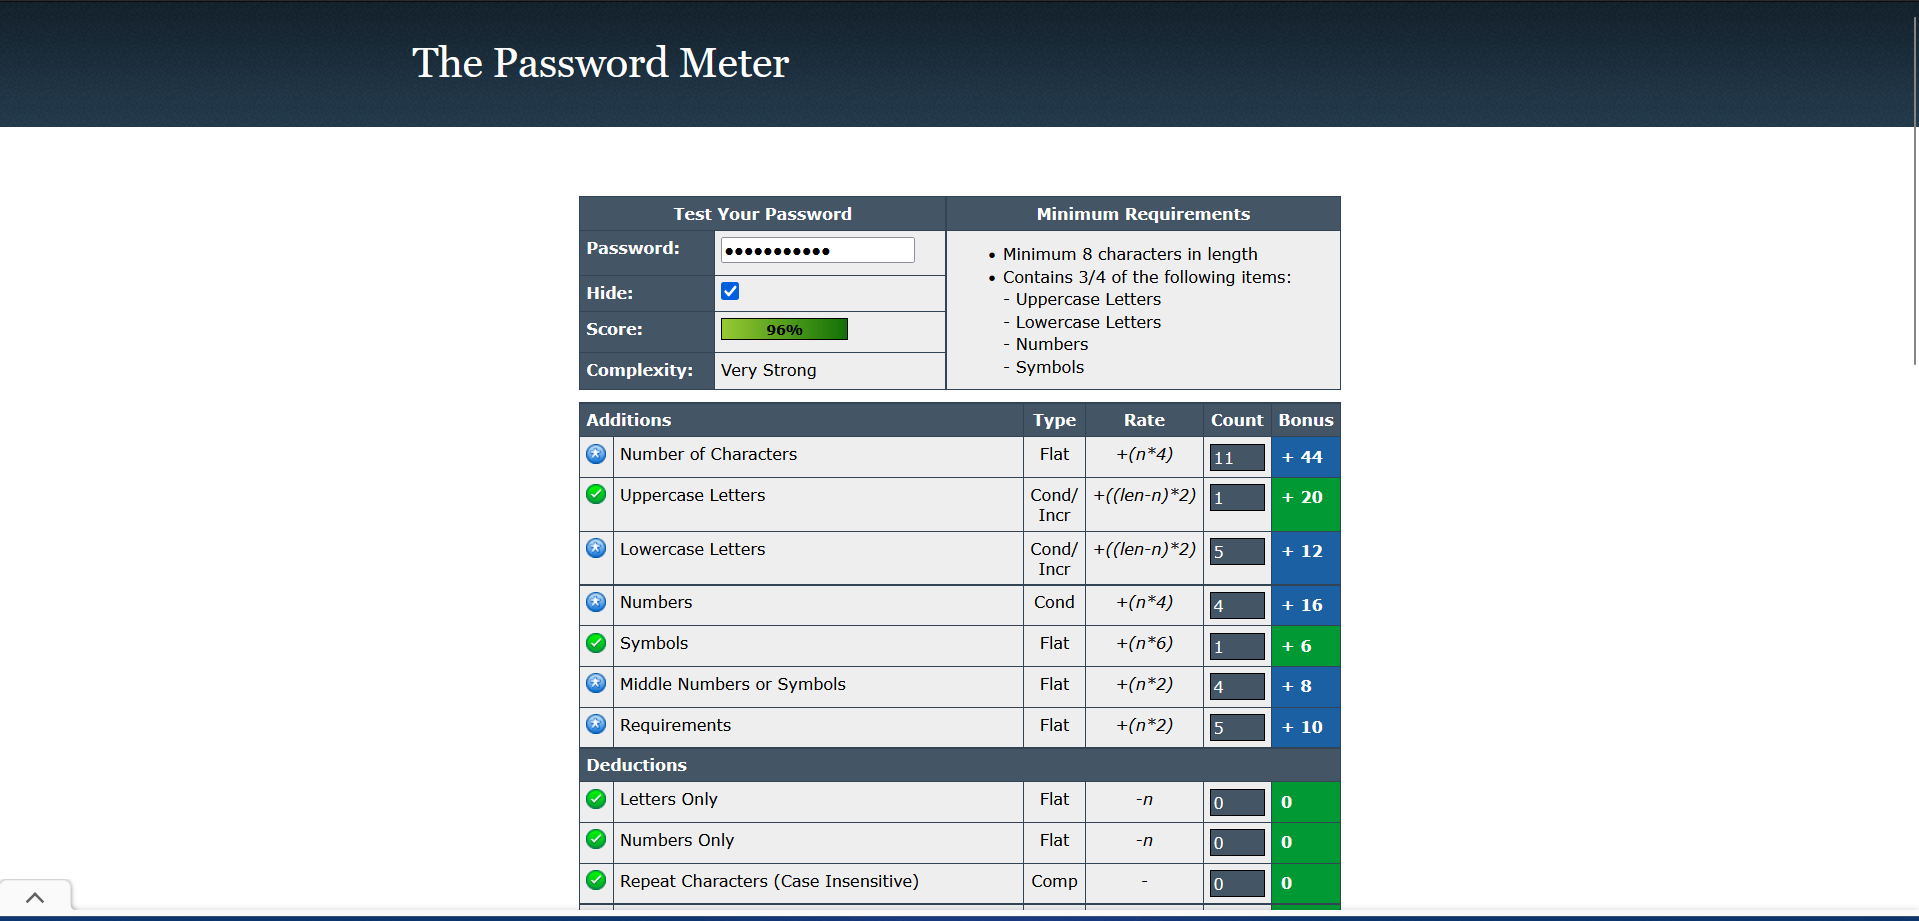 The Password Meter
Test Your Password
Minimum Requirements
Password:
•••••••••••
Hide:
Score:
96%
Complexity:
Very Strong
• Minimum 8 characters in length
• Contains 3/4 of the following items:
- Uppercase Letters
- Lowercase Letters
- Numbers
- Symbols
Additions Type Rate Count Bonus
Number of Characters Flat +(n*4) 11 + 44
Uppercase Letters Cond/ +((len-n)*2) 1 + 20
Incr
Lowercase Letters Cond/ +((len-n)*2) 5 + 12
Incr
Numbers Cond +(n*4) 4 + 16
Symbols Flat +(n*6) 1 + 6
Middle Numbers or Symbols Flat +(n*2) 4 + 8
Requirements Flat +(n*2) 5 + 10
Deductions
Letters Only Flat -n 0 0
Numbers Only Flat -n 0 0
Repeat Characters (Case Insensitive) Comp - 0 0